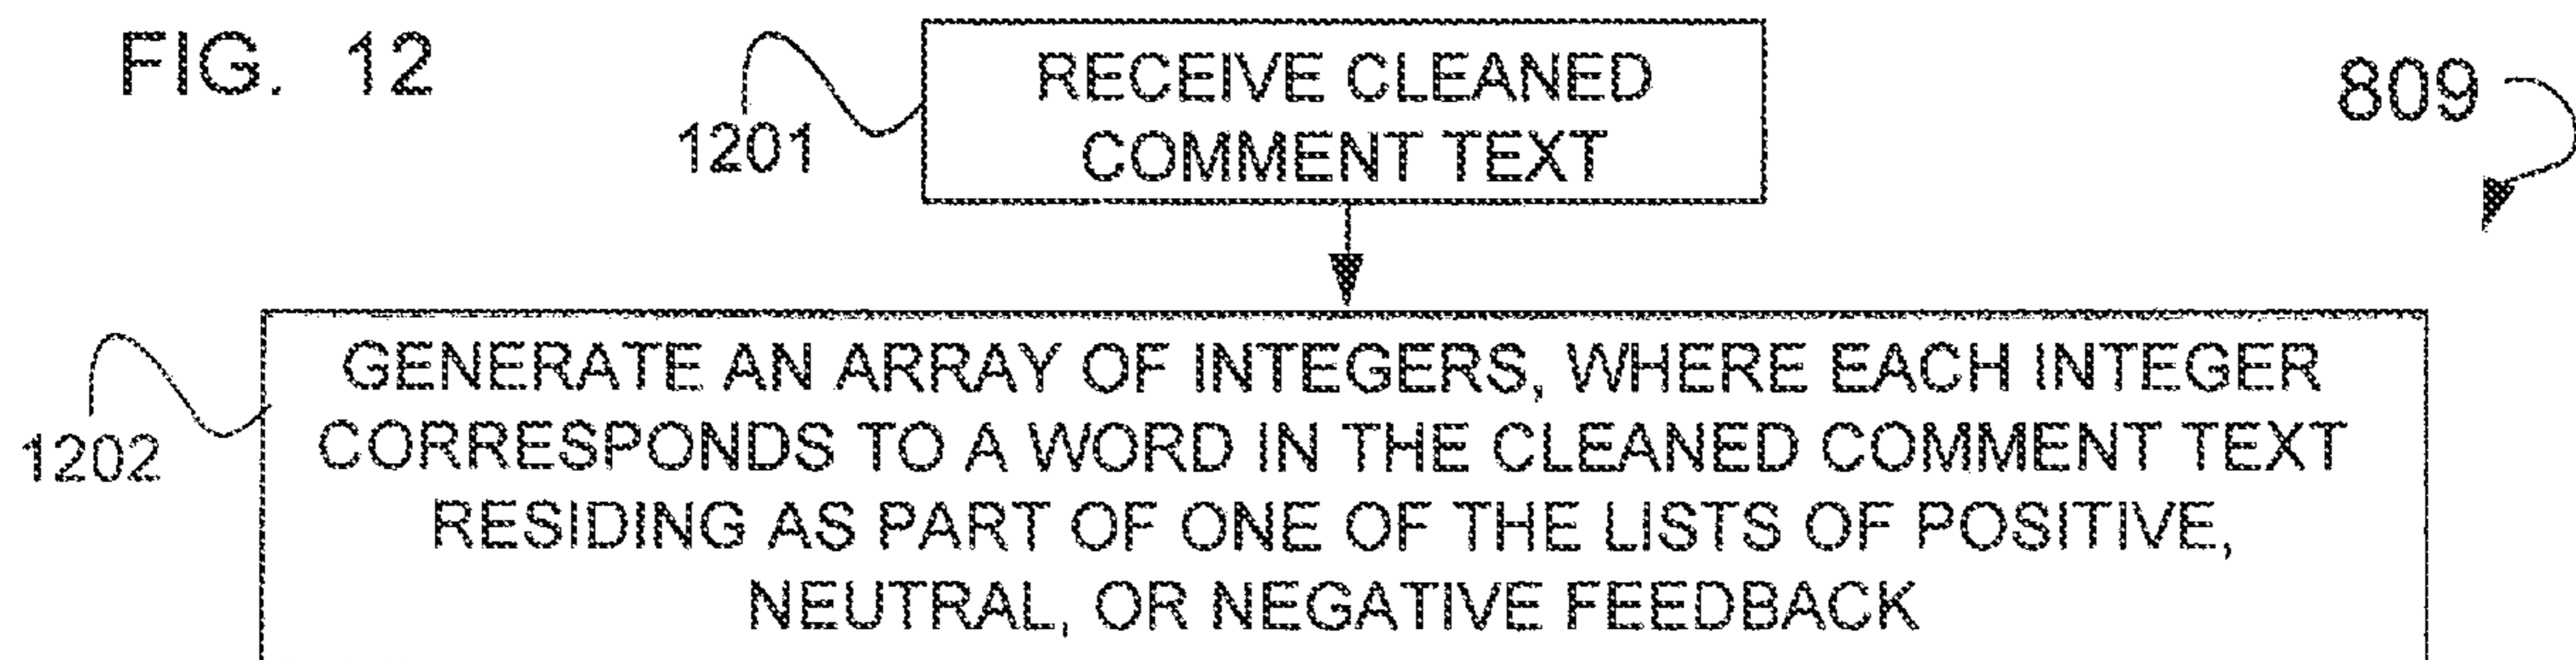 FIG. 12
RECEIVE CLEANED
COMMENT TEXT
1201
809
GENERATE AN ARRAY OF INTEGERS, WHERE EACH INTEGER
CORRESPONDS TO A WORD IN THE CLEANED COMMENT TEXT
RESIDING AS PART OF ONE OF THE LISTS OF POSITIVE,
NEUTRAL, OR NEGATIVE FEEDBACK
1202